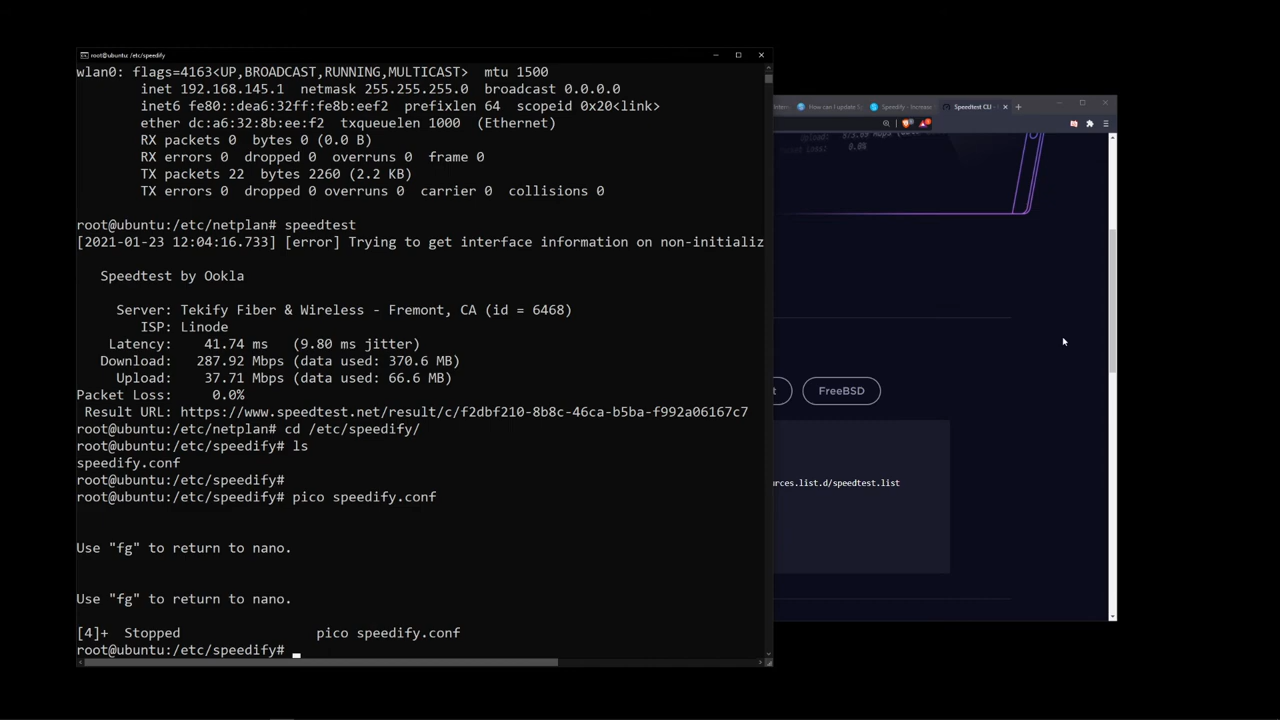 root@ubuntu: /etc/speedify
wlan0: flags=4163<UP,BROADCAST,RUNNING,MULTICAST>  mtu 1500
        inet 192.168.145.1  netmask 255.255.255.0  broadcast 0.0.0.0
        inet6 fe80::dea6:32ff:fe8b:eef2  prefixlen 64  scopeid 0x20<link>
        ether dc:a6:32:8b:ee:f2  txqueuelen 1000  (Ethernet)
        RX packets 0  bytes 0 (0.0 B)
        RX errors 0  dropped 0  overruns 0  frame 0
        TX packets 22  bytes 2260 (2.2 KB)
        TX errors 0  dropped 0 overruns 0  carrier 0  collisions 0
root@ubuntu:/etc/netplan# speedtest
[2021-01-23 12:04:16.733] [error] Trying to get interface information on non-initializ
   Speedtest by Ookla
     Server: Tekify Fiber & Wireless - Fremont, CA (id = 6468)
        ISP: Linode
    Latency:    41.74 ms   (9.80 ms jitter)
   Download:   287.92 Mbps (data used: 370.6 MB)
     Upload:    37.71 Mbps (data used: 66.6 MB)
Packet Loss:     0.0%
 Result URL: https://www.speedtest.net/result/c/f2dbf210-8b8c-46ca-b5ba-f992a06167c7
root@ubuntu:/etc/netplan# cd /etc/speedify/
root@ubuntu:/etc/speedify# ls
speedify.conf
root@ubuntu:/etc/speedify#
root@ubuntu:/etc/speedify# pico speedify.conf
Use "fg" to return to nano.
Use "fg" to return to nano.
[4]+  Stopped                 pico speedify.conf
root@ubuntu:/etc/speedify#
How can I update
Speedify - Increase
Speedtest CLI
Mbps
0.0%
FreeBSD
urces.list.d/speedtest.list